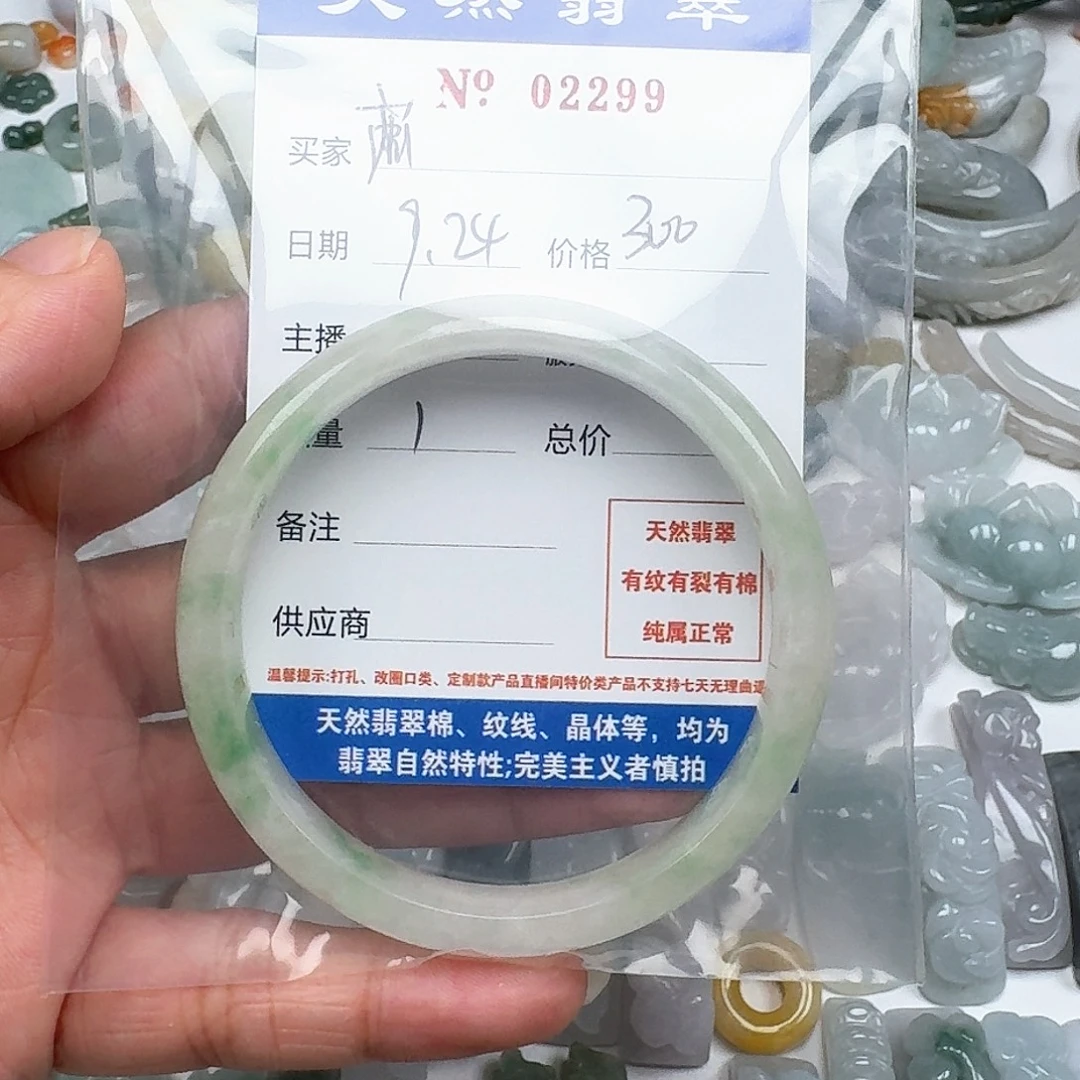 天然翡翠
Nº 02299
买家
日期 9.24 价格 300
主播
量 1 总价
备注
天然翡翠
有纹有裂有棉
纯属正常
供应商
温馨提示:打孔、改圈口类、定制款产品直播间特价类产品不支持七天无理由退
天然翡翠棉、纹线、晶体等，均为
翡翠自然特性;完美主义者慎拍